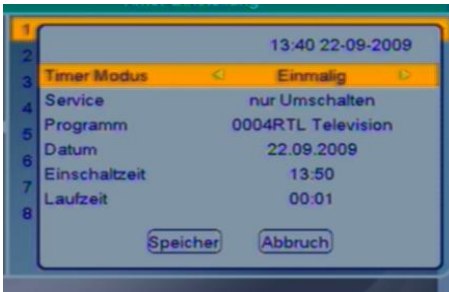 1
13:40 22-09-2009
2
3 Timer Modus Einmalig
4 Service nur Umschalten
5 Programm 0004RTL Television
6 Datum 22.09.2009
Einschaltzeit 13:50
7 Laufzeit 00:01
8
Speicher Abbruch